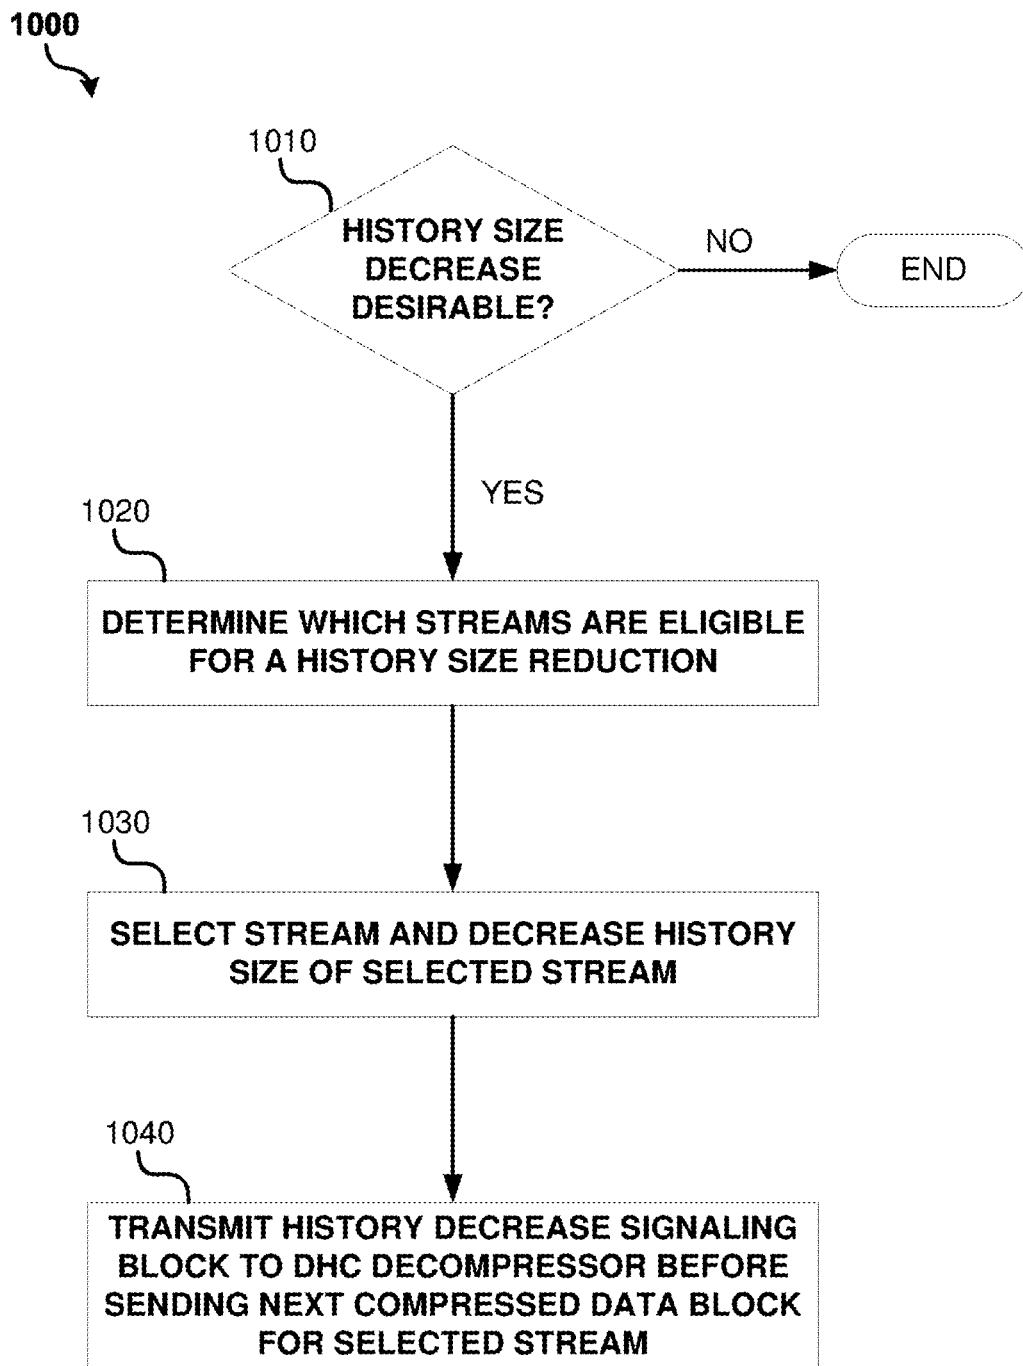 1000
1010
HISTORY SIZE
DECREASE
DESIRABLE?
NO
END
YES
1020
DETERMINE WHICH STREAMS ARE ELIGIBLE
FOR A HISTORY SIZE REDUCTION
1030
SELECT STREAM AND DECREASE HISTORY
SIZE OF SELECTED STREAM
1040
TRANSMIT HISTORY DECREASE SIGNALING
BLOCK TO DHC DECOMPRESSOR BEFORE
SENDING NEXT COMPRESSED DATA BLOCK
FOR SELECTED STREAM